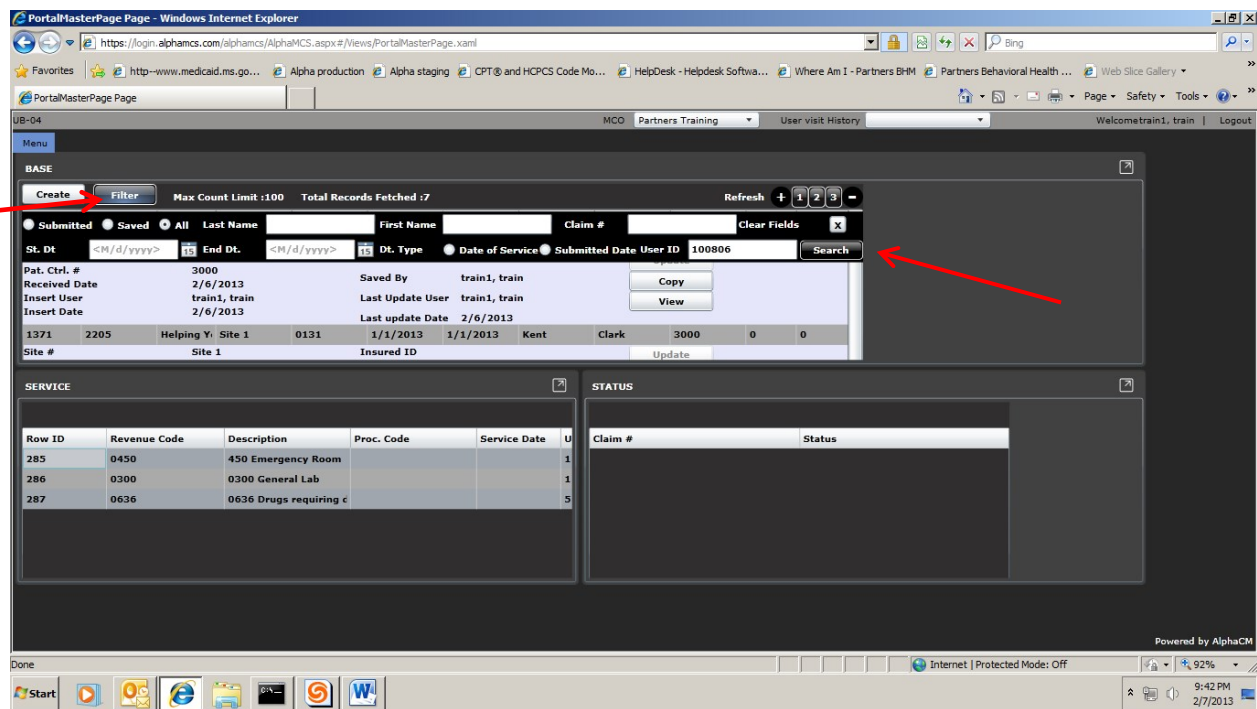 PortalMasterPage Page - Windows Internet Explorer
https://login.alphamcs.com/alphamcs/AlphaMCS.aspx#/Views/PortalMasterPage.xaml
Bing
Favorites http--www.medicaid.ms.go... Alpha production Alpha staging CPT® and HCPCS Code Mo... HelpDesk - Helpdesk Softwa... Where Am I - Partners BHM Partners Behavioral Health ... Web Slice Gallery
PortalMasterPage Page
Page Safety Tools
UB-04 MCO Partners Training User visit History Welcometrain1, train | Logout
Menu
BASE
Create Filter Max Count Limit :100 Total Records Fetched :7 Refresh + 1 2 3 -
Submitted Saved All Last Name First Name Claim # Clear Fields X
St. Dt <M/d/yyyy> 15 End Dt. <M/d/yyyy> 15 Dt. Type Date of Service Submitted Date User ID 100806 Search
Pat. Ctrl. # 3000
Received Date 2/6/2013 Saved By train1, train Copy
Insert User train1, train Last Update User train1, train View
Insert Date 2/6/2013 Last update Date 2/6/2013
1371 2205 Helping Site 1 0131 1/1/2013 1/1/2013 Kent Clark 3000 0 0
Site # Site 1 Insured ID Update
SERVICE
Row ID Revenue Code Description Proc. Code Service Date U
285 0450 450 Emergency Room 1
286 0300 0300 General Lab 1
287 0636 0636 Drugs requiring 5
STATUS
Claim # Status
Powered by AlphaCM
Done Internet | Protected Mode: Off 92%
Start 9:42 PM
2/7/2013